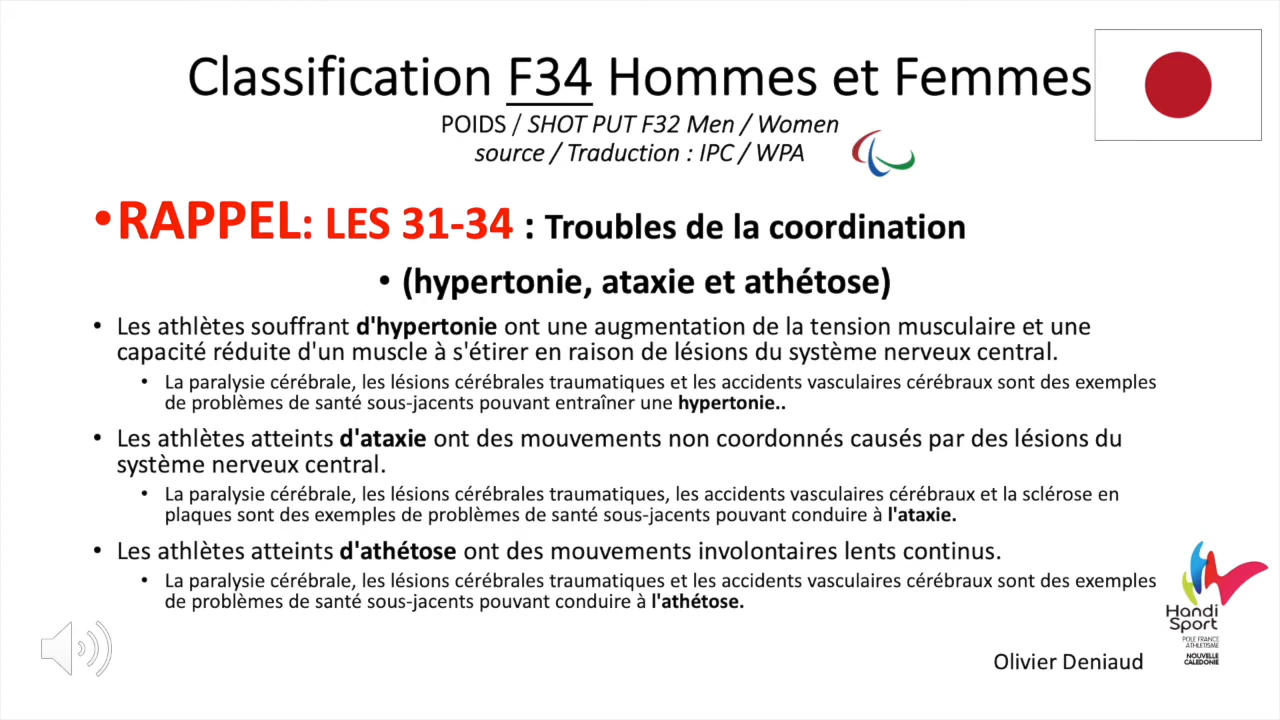 Classification F34 Hommes et Femmes
POIDS / SHOT PUT F32 Men / Women
source / Traduction : IPC / WPA
•RAPPEL: LES 31-34 : Troubles de la coordination
• (hypertonie, ataxie et athétose)
• Les athlètes souffrant d'hypertonie ont une augmentation de la tension musculaire et une
capacité réduite d'un muscle à s'étirer en raison de lésions du système nerveux central.
• La paralysie cérébrale, les lésions cérébrales traumatiques et les accidents vasculaires cérébraux sont des exemples
de problèmes de santé sous-jacents pouvant entraîner une hypertonie..
• Les athlètes atteints d'ataxie ont des mouvements non coordonnés causés par des lésions du
système nerveux central.
• La paralysie cérébrale, les lésions cérébrales traumatiques, les accidents vasculaires cérébraux et la sclérose en
plaques sont des exemples de problèmes de santé sous-jacents pouvant conduire à l'ataxie.
• Les athlètes atteints d'athétose ont des mouvements involontaires lents continus.
• La paralysie cérébrale, les lésions cérébrales traumatiques et les accidents vasculaires cérébraux sont des exemples
de problèmes de santé sous-jacents pouvant conduire à l'athétose.
Handi
Sport
POLE FRANCE
ATHLETISME
NOUVELLE
CALEDONIE
Olivier Deniaud